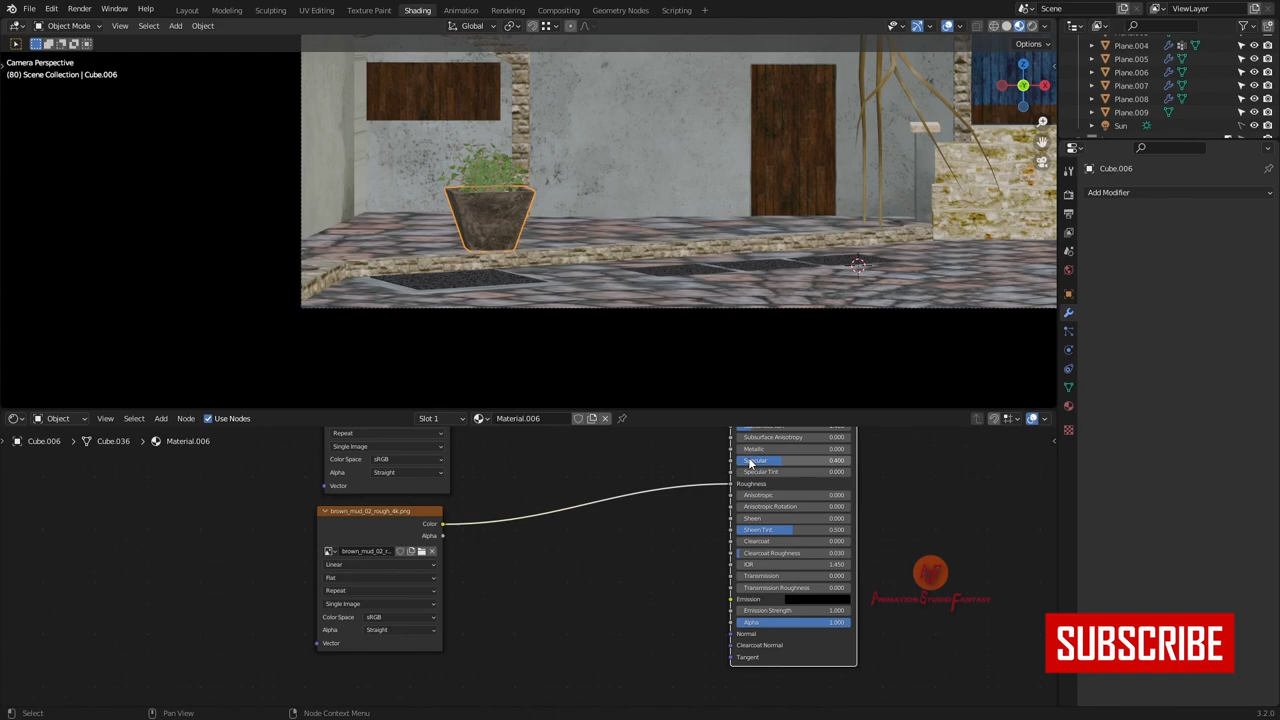 File Edit Render Window Help Layout Modeling Sculpting UV Editing Texture Paint Shading Animation Rendering Compositing Geometry Nodes Scripting + Scene ViewLayer
Object Mode View Select Add Object Global
Options
Camera Perspective
(80) Scene Collection | Cube.006
Plane.004
Plane.005
Plane.006
Plane.007
Plane.008
Plane.009
Sun
Cube.006
Add Modifier
Object View Select Add Node Use Nodes Slot 1 Material.006
Cube.006 > Cube.036 > Material.006
Repeat
Single Image
Color Space sRGB
Alpha Straight
Vector
brown_mud_02_rough_4k.png
Color
Alpha
brown_mud_02_r...
Linear
Flat
Repeat
Single Image
Color Space sRGB
Alpha Straight
Vector
Subsurface Anisotropy 0.000
Metallic 0.000
Specular 0.400
Specular Tint 0.000
Roughness
Anisotropic 0.000
Anisotropic Rotation 0.000
Sheen 0.000
Sheen Tint 0.500
Clearcoat 0.000
Clearcoat Roughness 0.030
IOR 1.450
Transmission 0.000
Transmission Roughness 0.000
Emission
Emission Strength 1.000
Alpha 1.000
Normal
Clearcoat Normal
Tangent
Animation Studio Fantasy
SUBSCRIBE
Select Pan View Node Context Menu 3.2.0